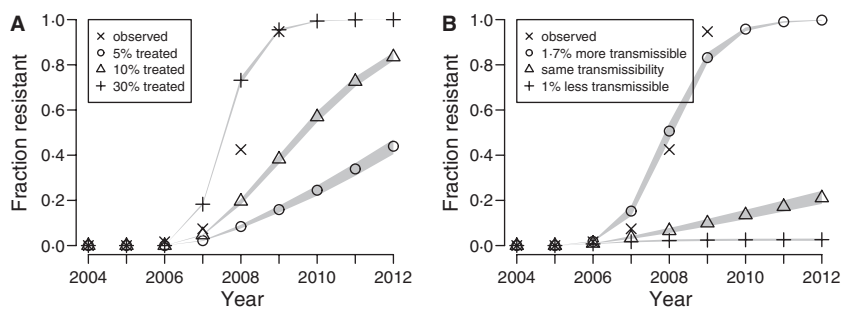 A
Fraction resistant
1·0
0·8
0·6
0·4
0·2
0·0
observed
5% treated
10% treated
30% treated
2004 2006 2008 2010 2012
Year
B
Fraction resistant
1·0
0·8
0·6
0·4
0·2
0·0
observed
1·7% more transmissible
same transmissibility
1% less transmissible
2004 2006 2008 2010 2012
Year